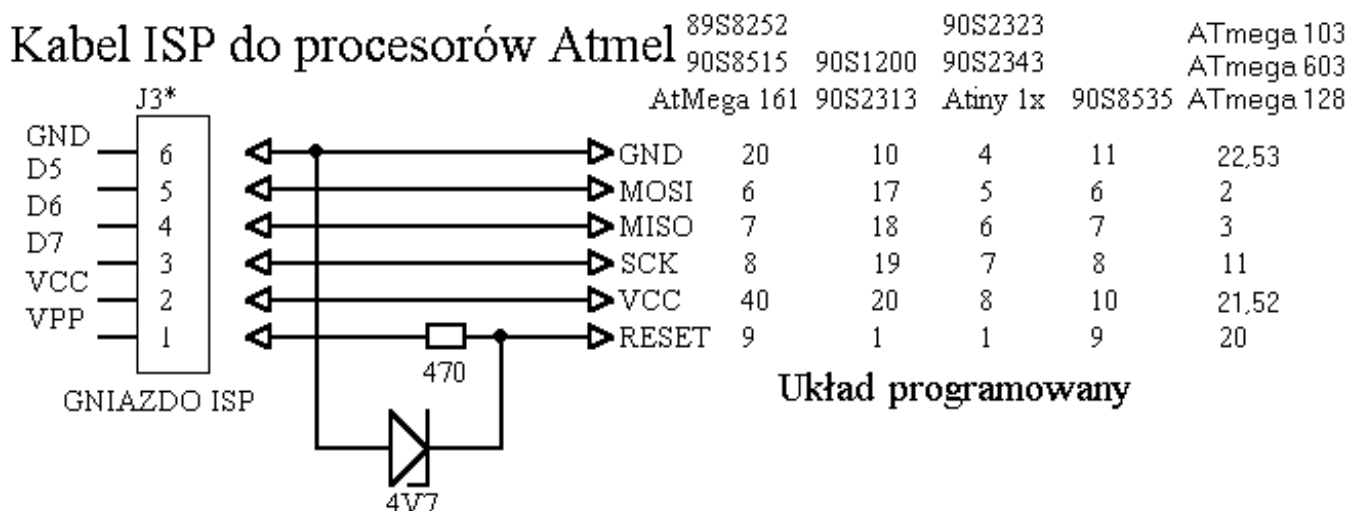 Kabel ISP do procesorów Atmel
89S8252 90S2323 ATmega 103
90S8515 90S1200 90S2343 ATmega 603
AtMega 161 90S2313 Atiny 1x 90S8535 ATmega 128
J3*
GND 6 GND 20 10 4 11 22,53
D5 5 MOSI 6 17 5 6 2
D6 4 MISO 7 18 6 7 3
D7 3 SCK 8 19 7 8 11
VCC 2 VCC 40 20 8 10 21,52
VPP 1 RESET 9 1 1 9 20
470
GNIAZDO ISP
Układ programowany
4V7